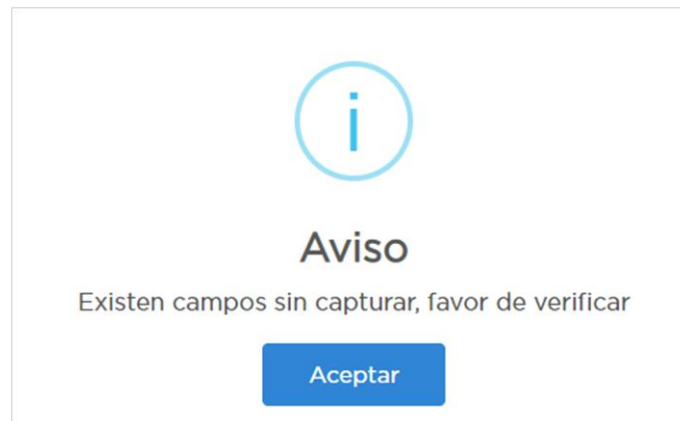 i
Aviso
Existen campos sin capturar, favor de verificar
Aceptar